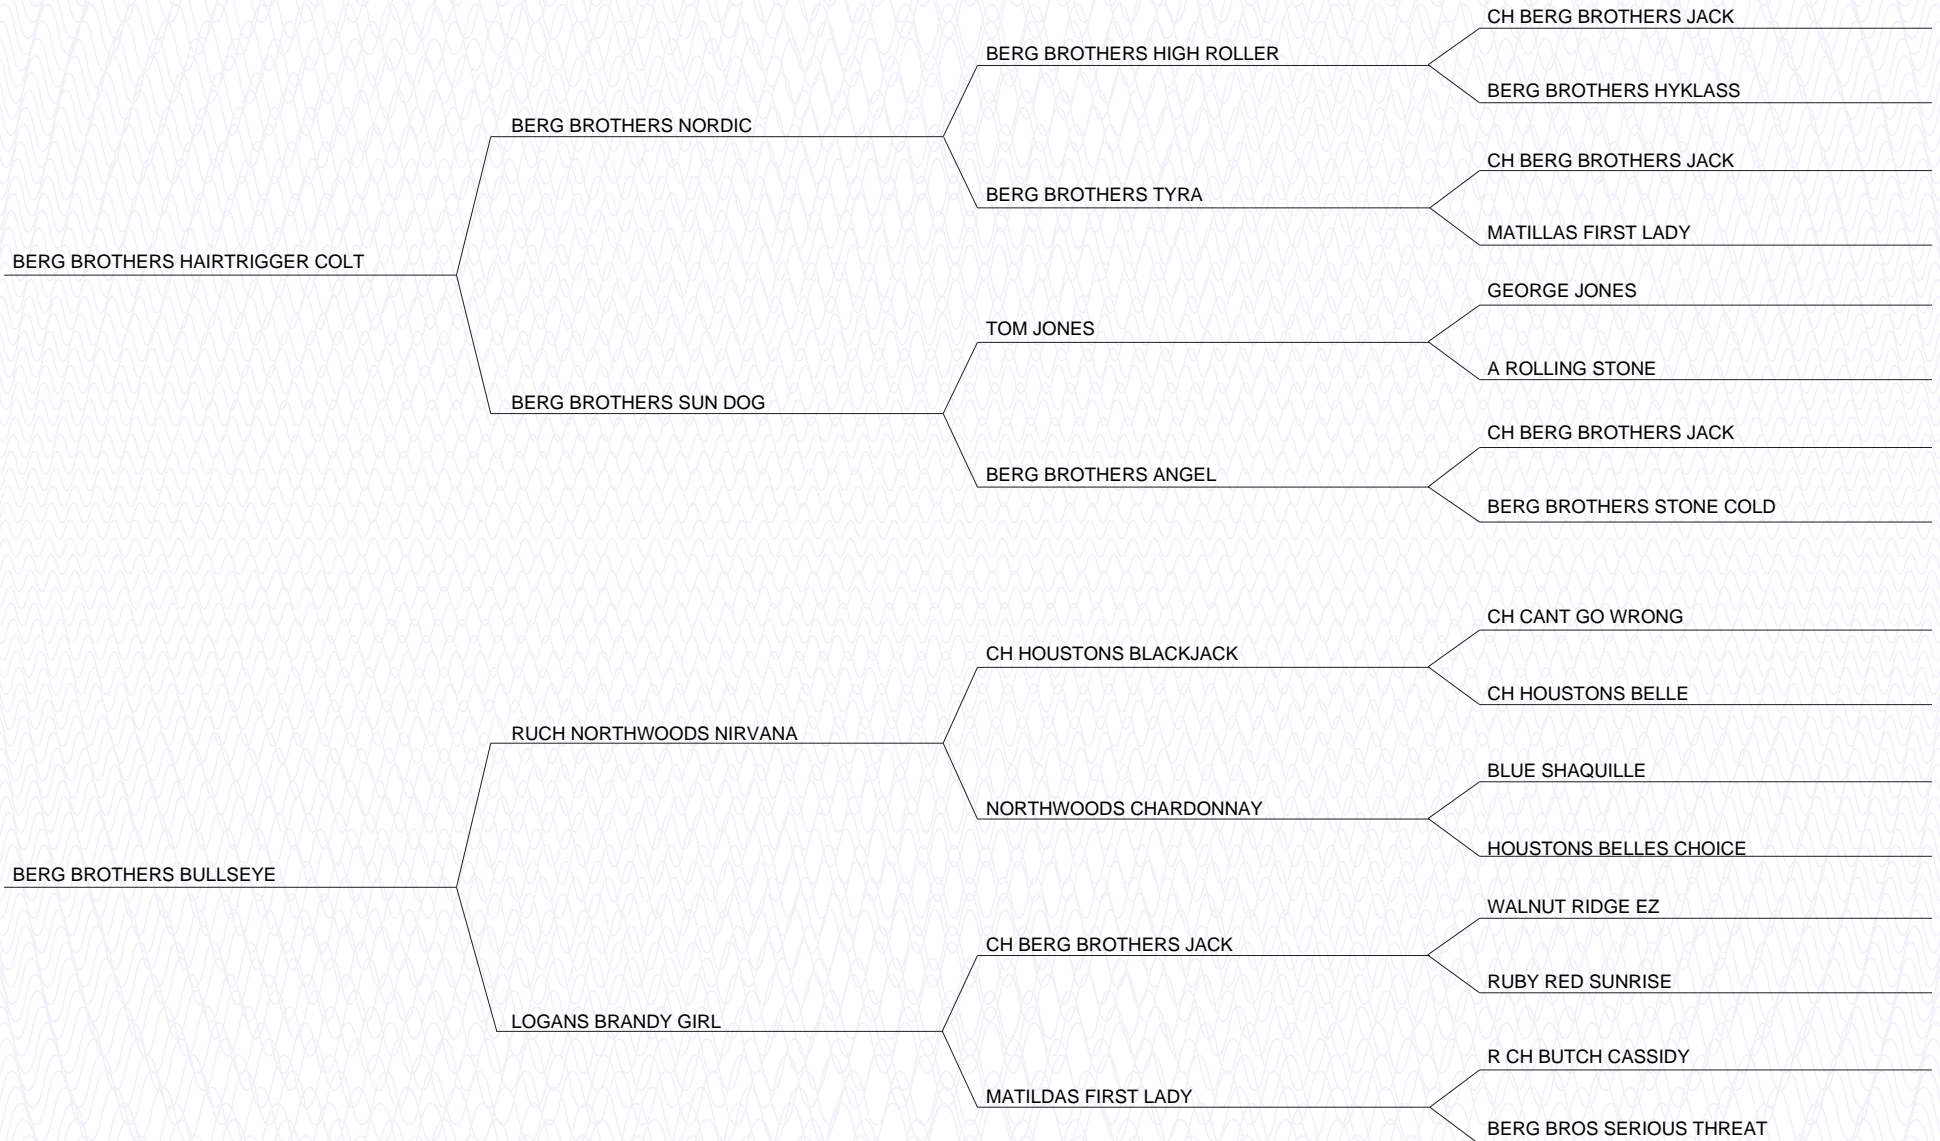 CH BERG BROTHERS JACK
BERG BROTHERS HIGH ROLLER
BERG BROTHERS HYKLASS
BERG BROTHERS NORDIC
CH BERG BROTHERS JACK
BERG BROTHERS TYRA
MATILLAS FIRST LADY
BERG BROTHERS HAIRTRIGGER COLT
GEORGE JONES
TOM JONES
A ROLLING STONE
BERG BROTHERS SUN DOG
CH BERG BROTHERS JACK
BERG BROTHERS ANGEL
BERG BROTHERS STONE COLD
CH CANT GO WRONG
CH HOUSTONS BLACKJACK
CH HOUSTONS BELLE
RUCH NORTHWOODS NIRVANA
BLUE SHAQUILLE
NORTHWOODS CHARDONNAY
HOUSTONS BELLES CHOICE
BERG BROTHERS BULLSEYE
WALNUT RIDGE EZ
CH BERG BROTHERS JACK
RUBY RED SUNRISE
LOGANS BRANDY GIRL
R CH BUTCH CASSIDY
MATILDAS FIRST LADY
BERG BROS SERIOUS THREAT